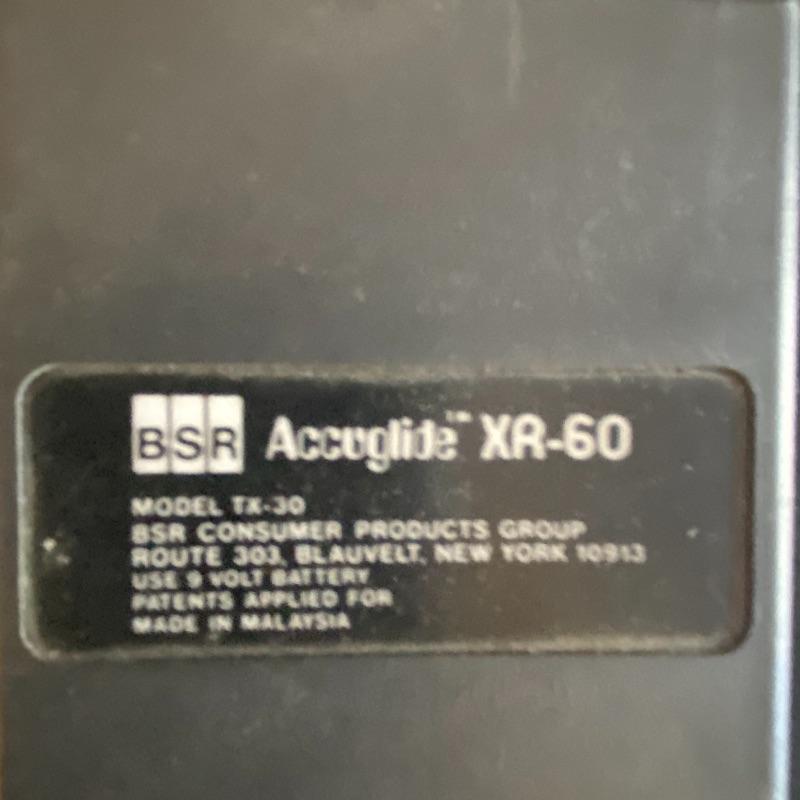 BSR Accuglide™ XR-60
MODEL TX-30
BSR CONSUMER PRODUCTS GROUP
ROUTE 303, BLAUVELT, NEW YORK 10913
USE 9 VOLT BATTERY
PATENTS APPLIED FOR
MADE IN MALAYSIA